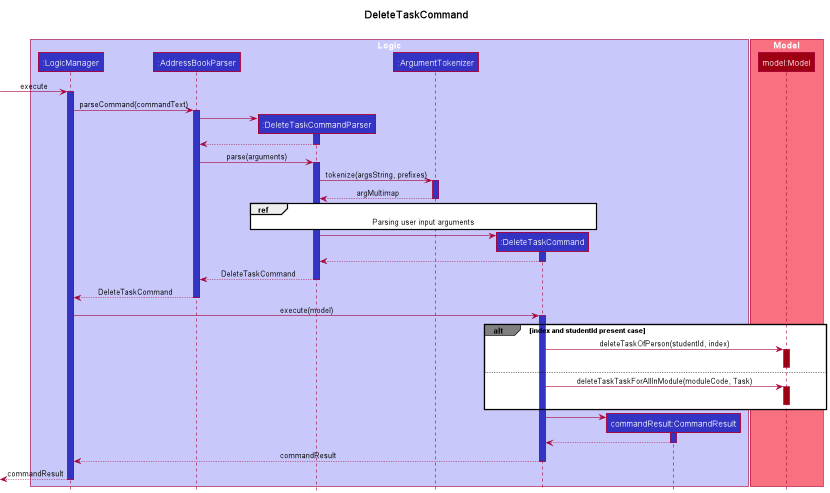 DeleteTaskCommand
Logic
Model
:LogicManager
:AddressBookParser
:ArgumentTokenizer
model:Model
execute
parseCommand(commandText)
:DeleteTaskCommandParser
parse(arguments)
tokenize(argsString, prefixes)
argMultimap
ref
Parsing user input arguments
:DeleteTaskCommand
DeleteTaskCommand
DeleteTaskCommand
execute(model)
alt
[index and studentId present case]
deleteTaskOfPerson(studentId, index)
deleteTaskTaskForAllInModule(moduleCode, Task)
commandResult:CommandResult
commandResult
commandResult